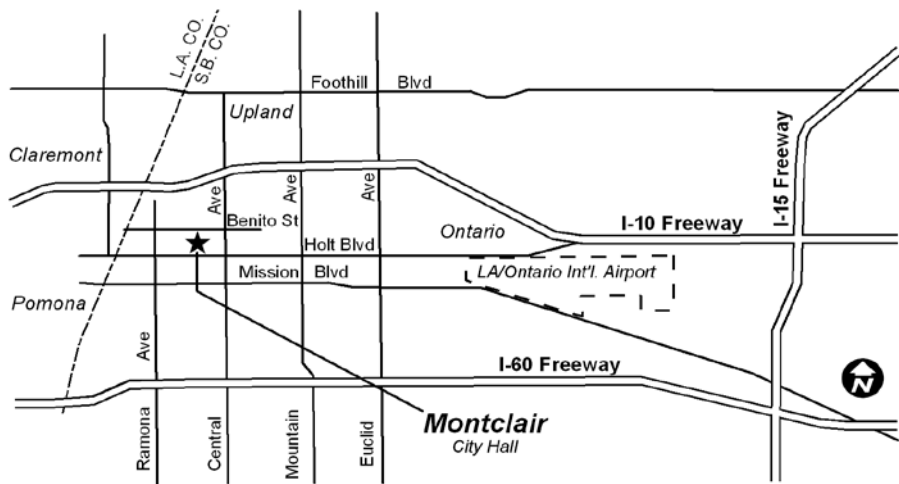 L.A. CO.
S.B. CO.
Foothill Blvd
Upland
Claremont
I-15 Freeway
Ave
Ave
Ave
Benito St
I-10 Freeway
Ontario
Holt Blvd
Mission Blvd
LA/Ontario Int'l. Airport
Pomona
Ave
I-60 Freeway
N
Montclair
City Hall
Ramona
Central
Mountain
Euclid